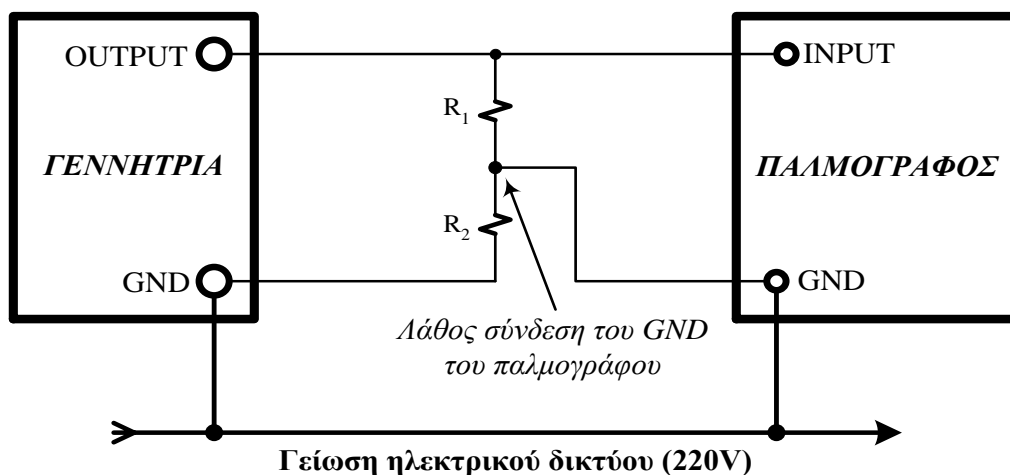 OUTPUT
INPUT
R1
ΓΕΝΝΗΤΡΙΑ
ΠΑΛΜΟΓΡΑΦΟΣ
R2
GND
GND
Λάθος σύνδεση του GND
του παλμογράφου
Γείωση ηλεκτρικού δικτύου (220V)